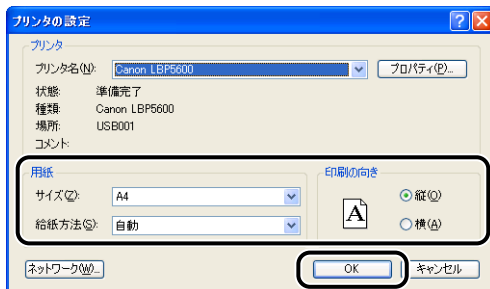 プリンタの設定
プリンタ
プリンタ名(N): Canon LBP5600 プロパティ(P)...
状態: 準備完了
種類: Canon LBP5600
場所: USB001
コメント:
用紙
サイズ(Z): A4
給紙方法(S): 自動
印刷の向き
A
縦(O)
横(A)
ネットワーク(W)... OK キャンセル